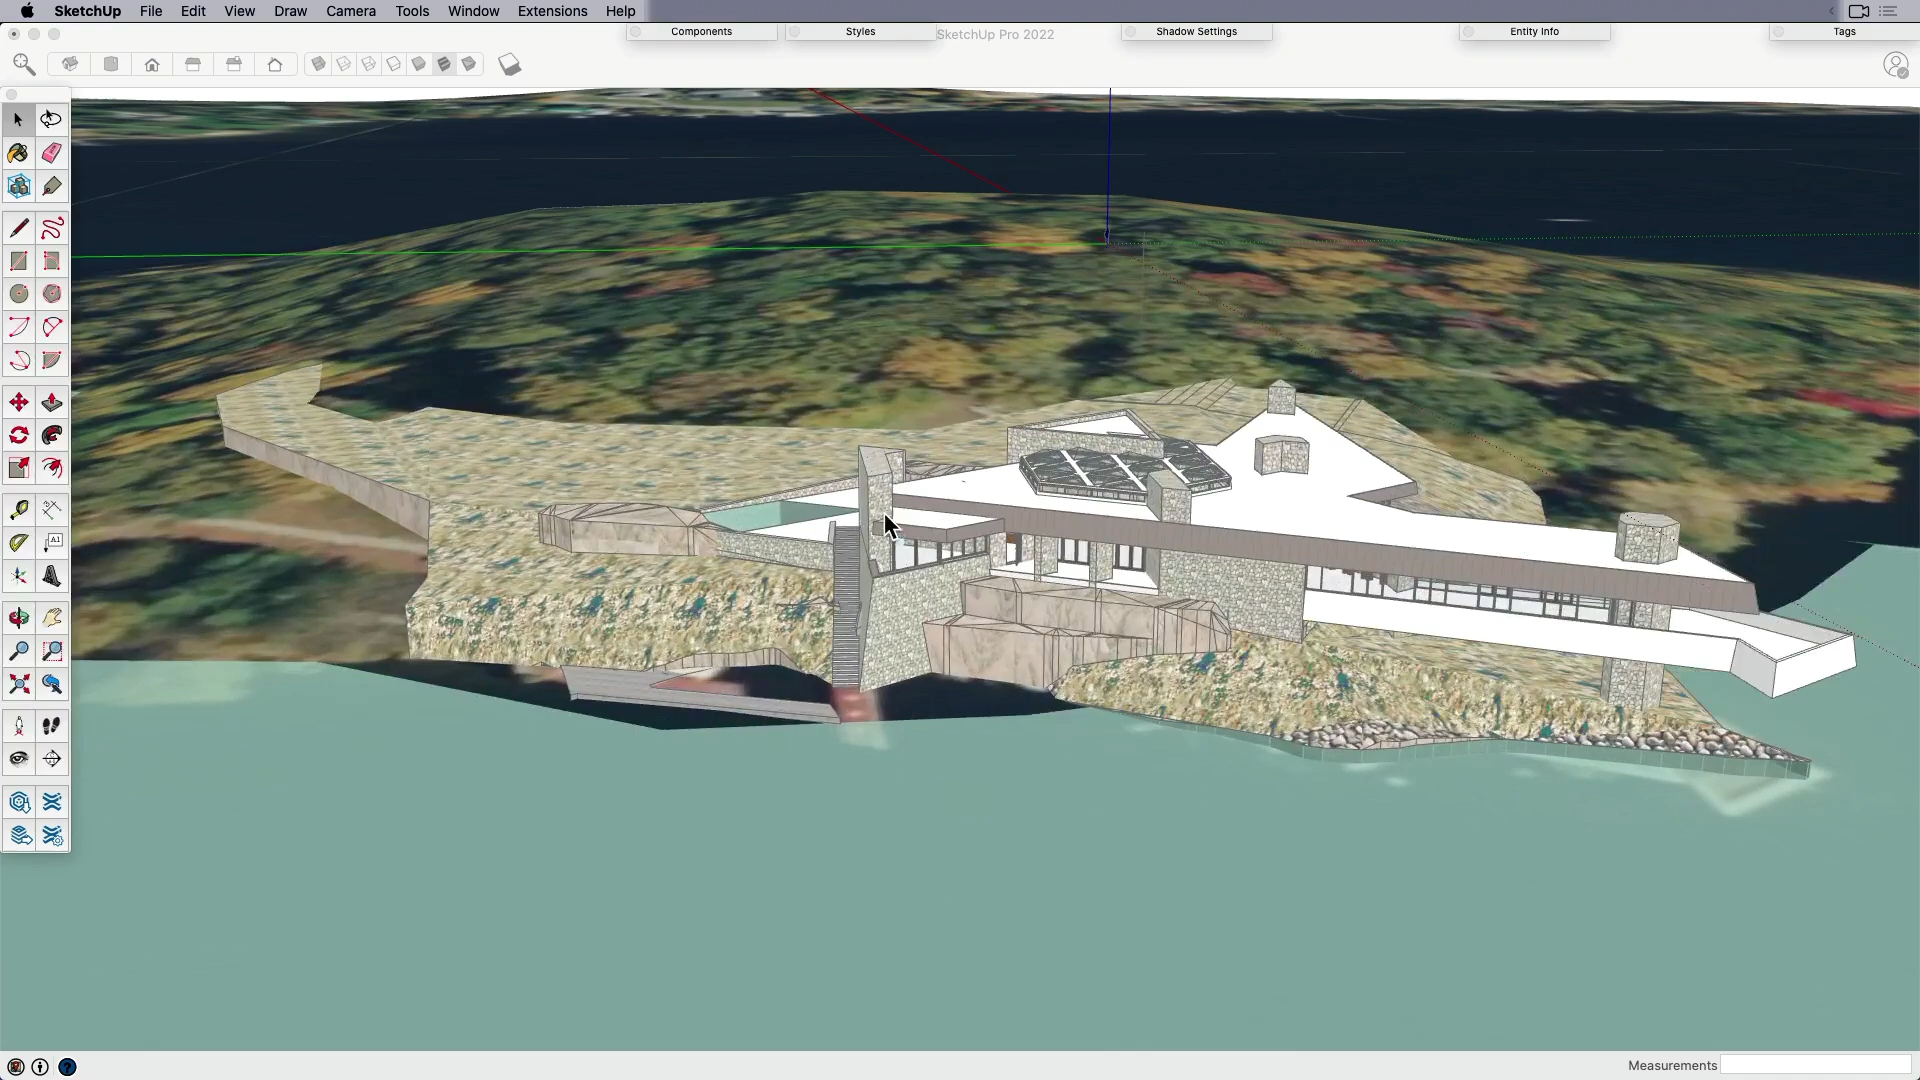 SketchUp File Edit View Draw Camera Tools Window Extensions Help
Components Styles SketchUp Pro 2022 Shadow Settings Entity Info Tags
A1
Measurements